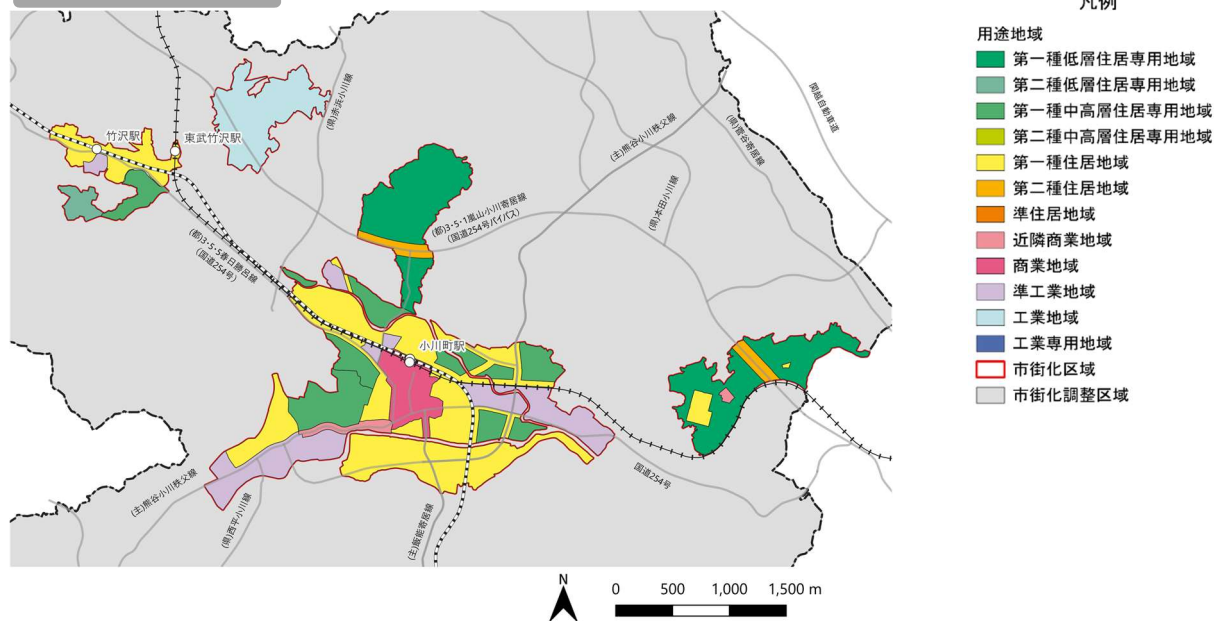 凡例
用途地域
第一種低層住居専用地域
第二種低層住居専用地域
第一種中高層住居専用地域
第二種中高層住居専用地域
第一種住居地域
第二種住居地域
準住居地域
近隣商業地域
商業地域
準工業地域
工業地域
工業専用地域
市街化区域
市街化調整区域
竹沢駅
東武竹沢駅
(県)赤浜小川線
(主)熊谷小川秩父線
(県)菅谷寄居線
関越自動車道
(県)本田小川線
(都)3・5・1嵐山小川寄居線
(国道254号バイパス)
(都)3・5・5春日勝呂線
(国道254号)
小川町駅
(主)熊谷小川秩父線
(県)西平小川線
(主)飯能寄居線
国道254号
N
0 500 1,000 1,500 m